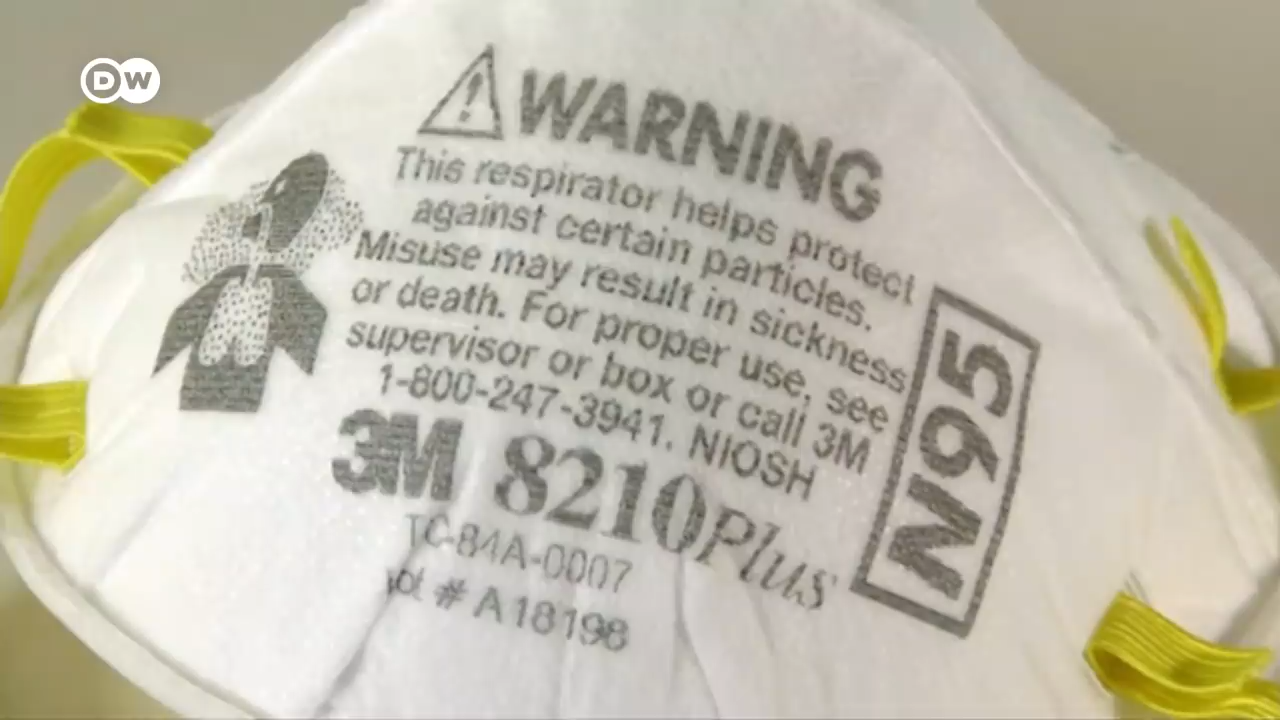 DW
WARNING
This respirator helps protect
against certain particles.
Misuse may result in sickness
or death. For proper use, see
supervisor or box or call 3M
1-800-247-3941. NIOSH
3M 8210Plus
TC-84A-0007
Lot # A18198
N95